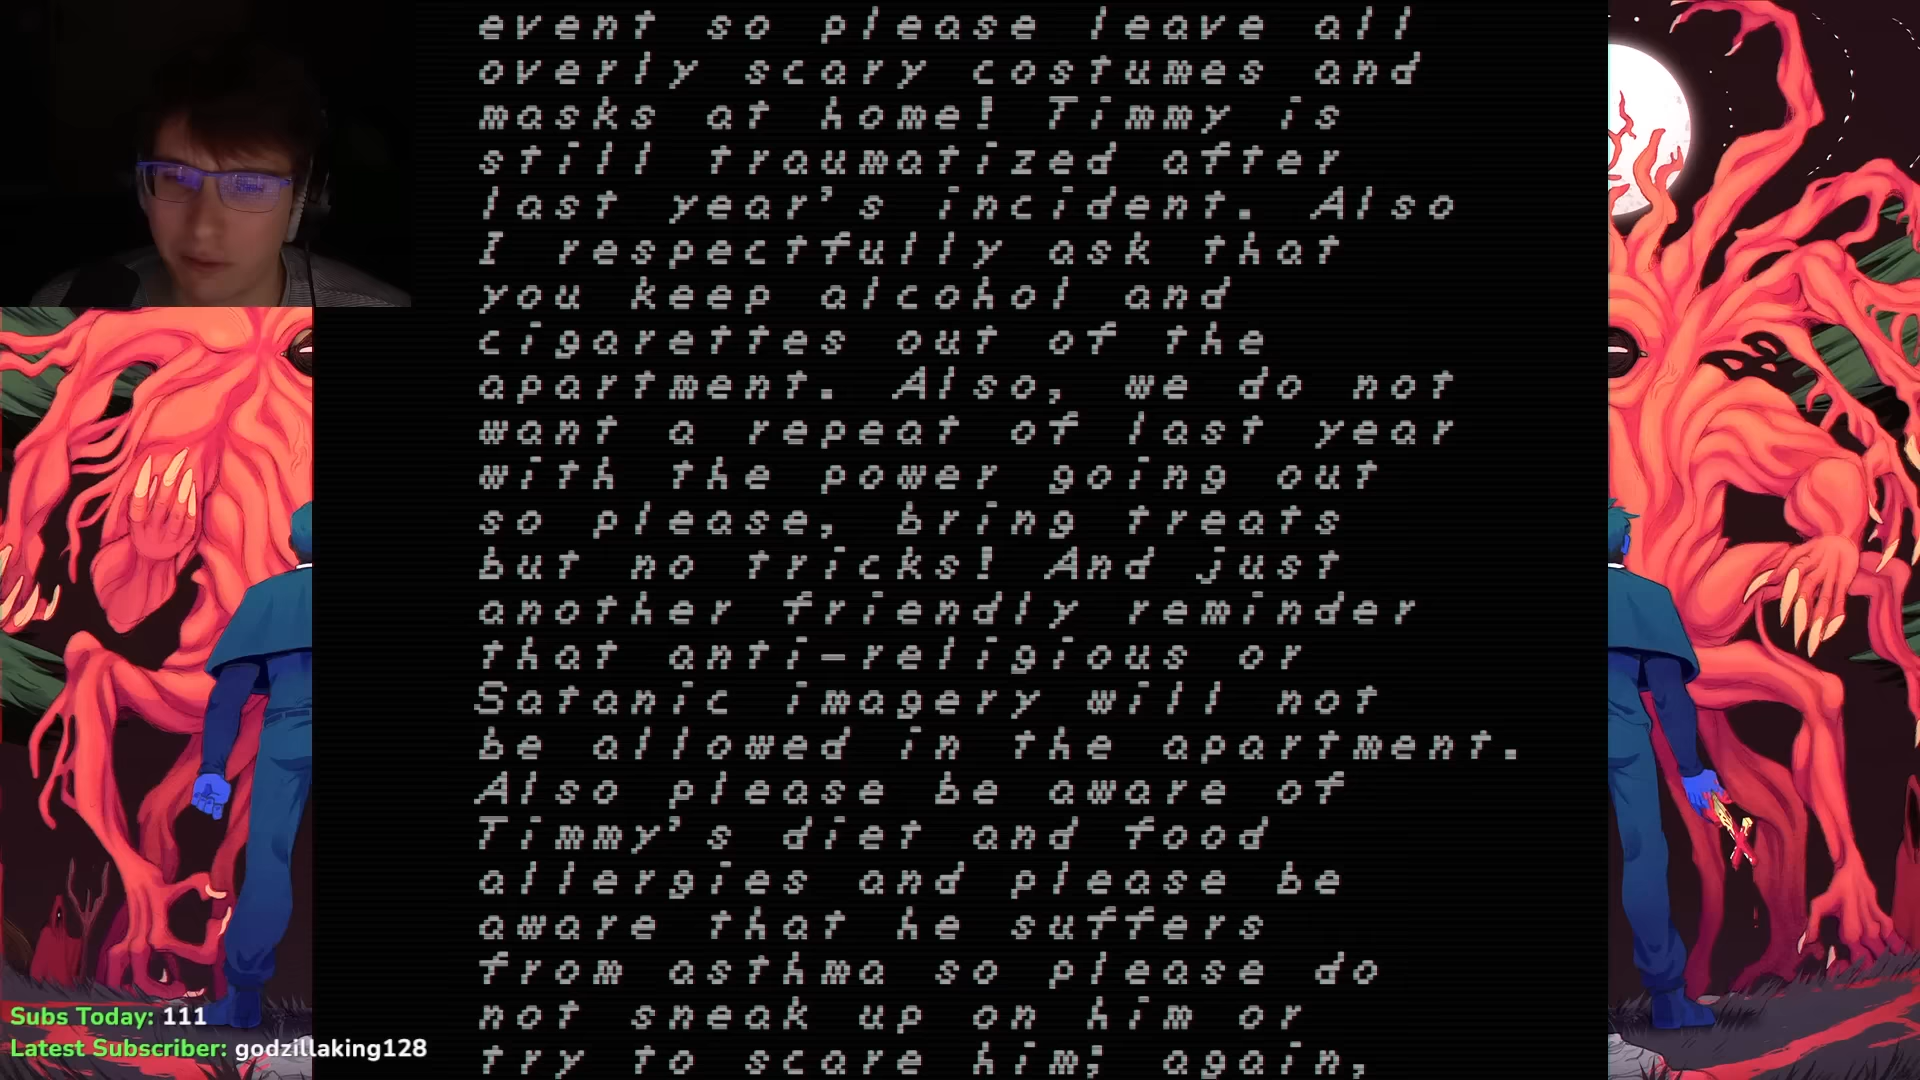 event so please leave all
overly scary costumes and
masks at home! Timmy is
still traumatized after
last year's incident. Also
I respectfully ask that
you keep alcohol and
cigarettes out of the
apartment. Also, we do not
want a repeat of last year
with the power going out
so please, bring treats
but no tricks! And just
another friendly reminder
that anti-religious or
Satanic imagery will not
be allowed in the apartment.
Also please be aware of
Timmy's diet and food
allergies and please be
aware that he suffers
from asthma so please do
not sneak up on him or
try to scare him; again,
Subs Today: 111
Latest Subscriber: godzillaking128